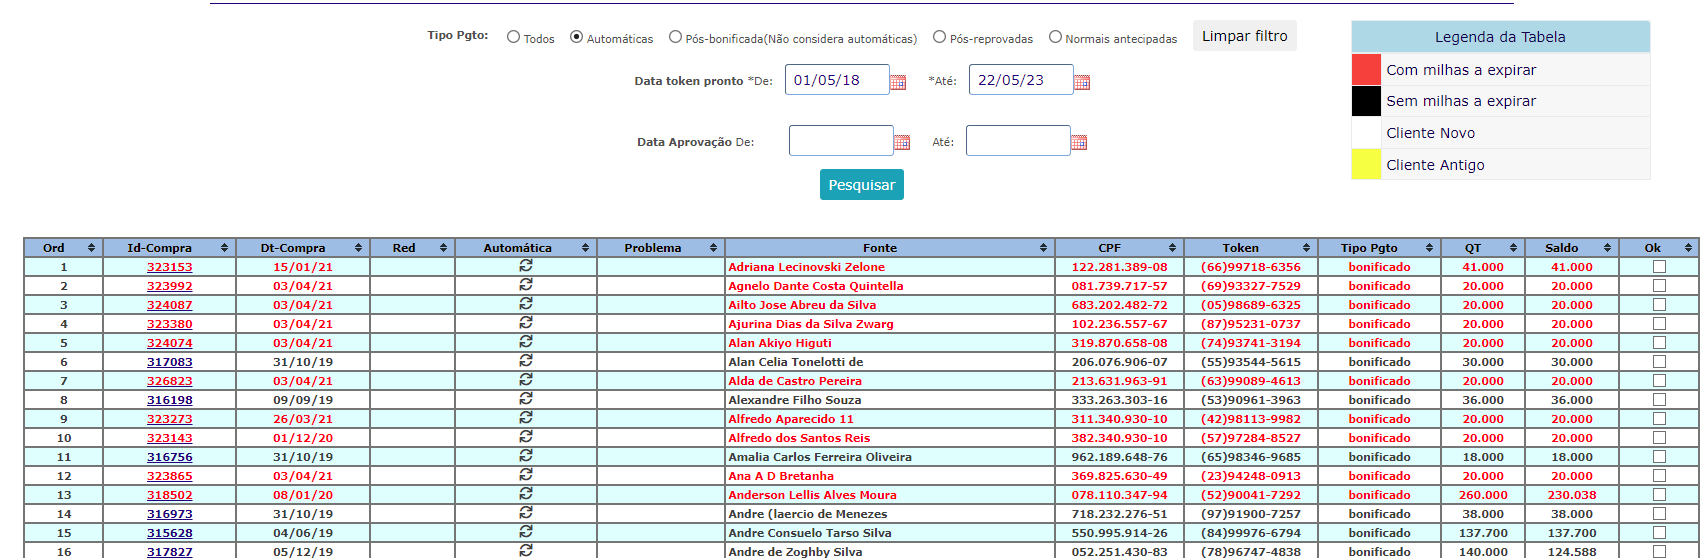 Tipo Pgto: Todos Automáticas Pós-bonificada(Não considera automáticas) Pós-reprovadas Normais antecipadas Limpar filtro
Legenda da Tabela
Data token pronto *De: 01/05/18 *Até: 22/05/23
Com milhas a expirar
Sem milhas a expirar
Data Aprovação De: Até:
Cliente Novo
Cliente Antigo
Pesquisar
Ord Id-Compra Dt-Compra Red Automática Problema Fonte CPF Token Tipo Pgto QT Saldo Ok
1 323153 15/01/21 Adriana Lecinovski Zelone 122.281.389-08 (66)99718-6356 bonificado 41.000 41.000
2 323992 03/04/21 Agnelo Dante Costa Quintella 081.739.717-57 (69)93327-7529 bonificado 20.000 20.000
3 324087 03/04/21 Ailto Jose Abreu da Silva 683.202.482-72 (05)98689-6325 bonificado 20.000 20.000
4 323380 03/04/21 Ajurina Dias da Silva Zwarg 102.236.557-67 (87)95231-0737 bonificado 20.000 20.000
5 324074 03/04/21 Alan Akiyo Higuti 319.870.658-08 (74)93741-3194 bonificado 20.000 20.000
6 317083 31/10/19 Alan Celia Tonelotti de 206.076.906-07 (55)93544-5615 bonificado 30.000 30.000
7 326823 03/04/21 Alda de Castro Pereira 213.631.963-91 (63)99089-4613 bonificado 20.000 20.000
8 316198 09/09/19 Alexandre Filho Souza 333.263.303-16 (53)90961-3963 bonificado 36.000 36.000
9 323273 26/03/21 Alfredo Aparecido 11 311.340.930-10 (42)98113-9982 bonificado 20.000 20.000
10 323143 01/12/20 Alfredo dos Santos Reis 382.340.930-10 (57)97284-8527 bonificado 20.000 20.000
11 316756 31/10/19 Amalia Carlos Ferreira Oliveira 962.189.648-76 (65)98346-9685 bonificado 18.000 18.000
12 323865 03/04/21 Ana A D Bretanha 369.825.630-49 (23)94248-0913 bonificado 20.000 20.000
13 318502 08/01/20 Anderson Lellis Alves Moura 078.110.347-94 (52)90041-7292 bonificado 260.000 230.038
14 316973 31/10/19 Andre (laercio de Menezes 718.232.276-51 (97)91900-7257 bonificado 38.000 38.000
15 315628 04/06/19 Andre Consuelo Tarso Silva 550.995.914-26 (84)99976-6794 bonificado 137.700 137.700
16 317827 05/12/19 Andre de Zoghby Silva 052.251.430-83 (78)96747-4838 bonificado 140.000 124.588